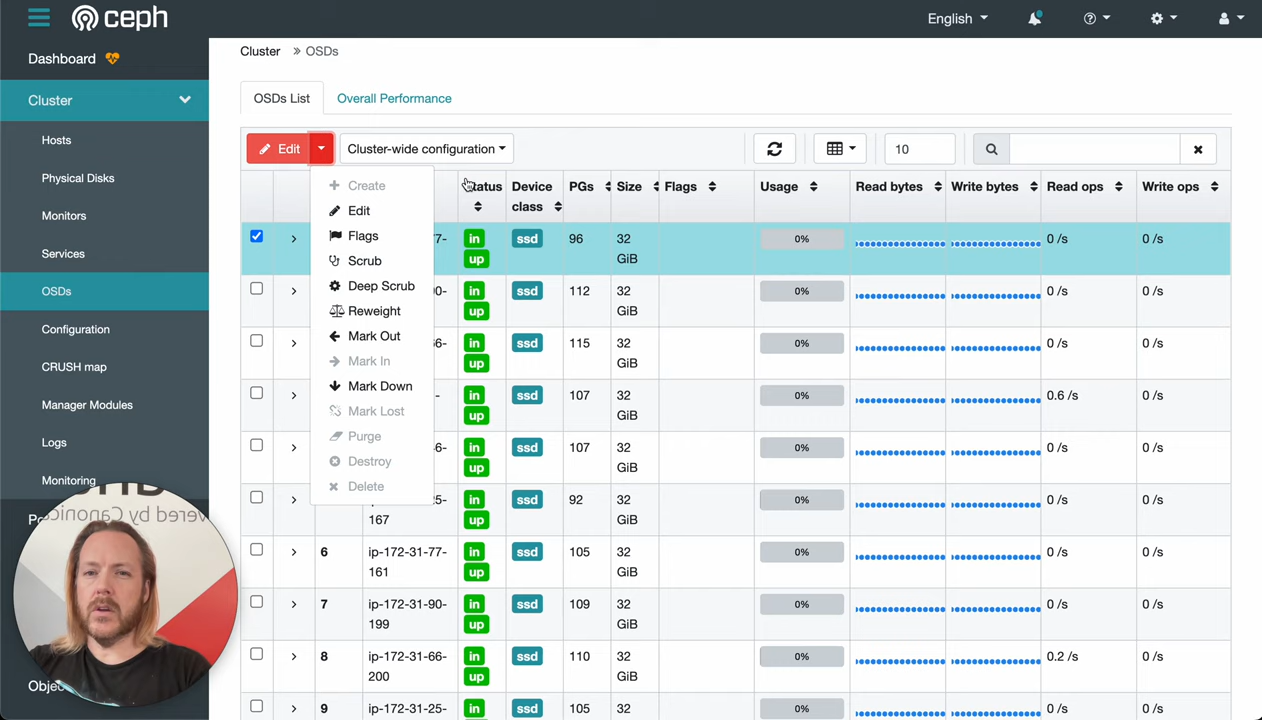 ceph
English
Dashboard
Cluster
Hosts
Physical Disks
Monitors
Services
OSDs
Configuration
CRUSH map
Manager Modules
Logs
Monitoring
Cluster » OSDs
OSDs List
Overall Performance
Edit
Cluster-wide configuration
10
Create
Edit
Flags
Scrub
Deep Scrub
Reweight
Mark Out
Mark In
Mark Down
Mark Lost
Purge
Destroy
Delete
Device class
PGs
Size
Flags
Usage
Read bytes
Write bytes
Read ops
Write ops
7-
in
up
ssd
96
32 GiB
0%
0 /s
0 /s
0-
in
up
ssd
112
32 GiB
0%
0 /s
0 /s
6-
in
up
ssd
115
32 GiB
0%
0 /s
0 /s
-
in
up
ssd
107
32 GiB
0%
0.6 /s
0 /s
6-
in
up
ssd
107
32 GiB
0%
0 /s
0 /s
25-
167
in
up
ssd
92
32 GiB
0%
0 /s
0 /s
6
ip-172-31-77-
161
in
up
ssd
105
32 GiB
0%
0 /s
0 /s
7
ip-172-31-90-
199
in
up
ssd
109
32 GiB
0%
0 /s
0 /s
8
ip-172-31-66-
200
in
up
ssd
110
32 GiB
0%
0.2 /s
0 /s
9
ip-172-31-25-
in
ssd
105
32
0%
0 /s
0 /s